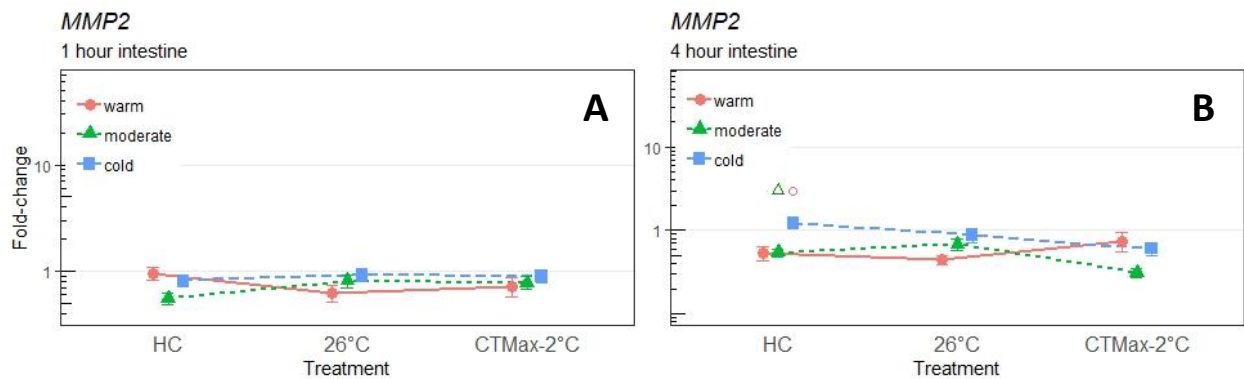 MMP2
1 hour intestine
A
warm
moderate
cold
10
1
Fold-change
HC
26°C
CTMax-2°C
Treatment
MMP2
4 hour intestine
B
warm
moderate
cold
10
1
HC
26°C
CTMax-2°C
Treatment